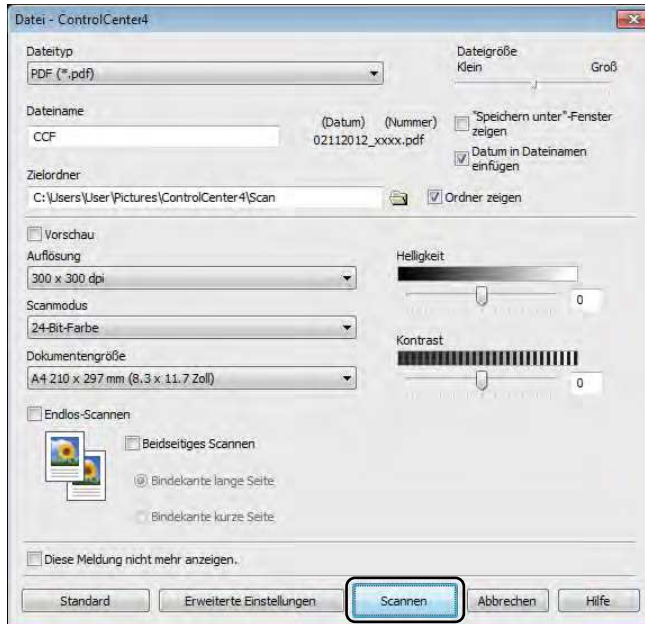 Datei - ControlCenter4
Dateityp
PDF (*.pdf)
Dateigröße
Klein Groß
Dateiname
CCF
(Datum) (Nummer)
02112012_xxxx.pdf
"Speichern unter"-Fenster
zeigen
Datum in Dateinamen
einfügen
Zielordner
C:\Users\User\Pictures\ControlCenter4\Scan
Ordner zeigen
Vorschau
Auflösung
300 x 300 dpi
Scanmodus
24-Bit-Farbe
Dokumentengröße
A4 210 x 297 mm (8.3 x 11.7 Zoll)
Helligkeit
0
Kontrast
0
Endlos-Scannen
Beidseitiges Scannen
Bindekante lange Seite
Bindekante kurze Seite
Diese Meldung nicht mehr anzeigen.
Standard Erweiterte Einstellungen Scannen Abbrechen Hilfe